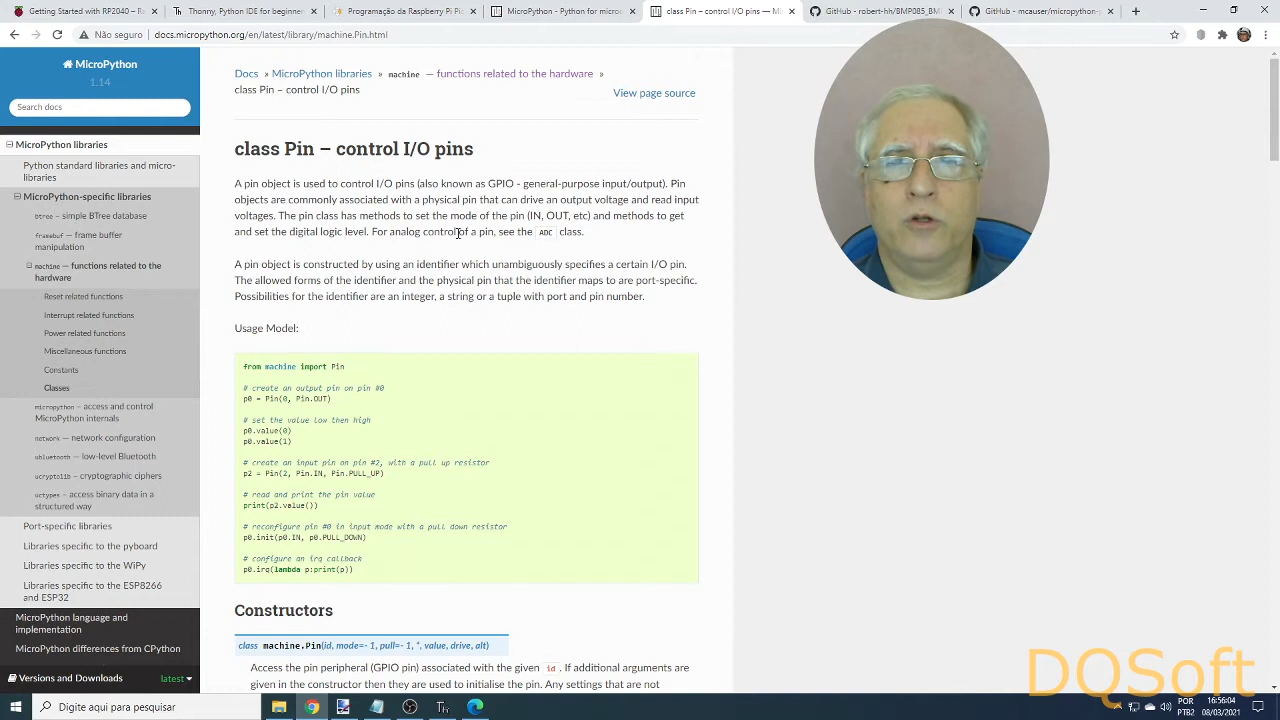 Getting Started with RP2040 –
Thonny, Python IDE for beginner
Programação da Raspberry Pi Pic
MicroPython - Python for microc
class Pin – control I/O pins — Mi
GitHub - robert-hh/BMP085_BM
GitHub - mcauser/micropython-s
Não seguro
docs.micropython.org/en/latest/library/machine.Pin.html
MicroPython
1.14
Search docs
MicroPython libraries
Python standard libraries and micro-
libraries
MicroPython-specific libraries
btree – simple BTree database
framebuf — frame buffer
manipulation
machine — functions related to the
hardware
Reset related functions
Interrupt related functions
Power related functions
Miscellaneous functions
Constants
Classes
micropython – access and control
MicroPython internals
network — network configuration
ubluetooth — low-level Bluetooth
ucryptolib – cryptographic ciphers
uctypes – access binary data in a
structured way
Port-specific libraries
Libraries specific to the pyboard
Libraries specific to the WiPy
Libraries specific to the ESP8266
and ESP32
MicroPython language and
implementation
MicroPython differences from CPython
Versions and Downloads
latest
Docs » MicroPython libraries » machine — functions related to the hardware »
class Pin – control I/O pins
View page source
class Pin – control I/O pins
A pin object is used to control I/O pins (also known as GPIO - general-purpose input/output). Pin
objects are commonly associated with a physical pin that can drive an output voltage and read input
voltages. The pin class has methods to set the mode of the pin (IN, OUT, etc) and methods to get
and set the digital logic level. For analog control of a pin, see the ADC class.
A pin object is constructed by using an identifier which unambiguously specifies a certain I/O pin.
The allowed forms of the identifier and the physical pin that the identifier maps to are port-specific.
Possibilities for the identifier are an integer, a string or a tuple with port and pin number.
Usage Model:
from machine import Pin
# create an output pin on pin #0
p0 = Pin(0, Pin.OUT)
# set the value low then high
p0.value(0)
p0.value(1)
# create an input pin on pin #2, with a pull up resistor
p2 = Pin(2, Pin.IN, Pin.PULL_UP)
# read and print the pin value
print(p2.value())
# reconfigure pin #0 in input mode with a pull down resistor
p0.init(p0.IN, p0.PULL_DOWN)
# configure an irq callback
p0.irq(lambda p:print(p))
Constructors
class machine.Pin(id, mode=- 1, pull=- 1, *, value, drive, alt)
Access the pin peripheral (GPIO pin) associated with the given id . If additional arguments are
given in the constructor then they are used to initialise the pin. Any settings that are not
DQSoft
Digite aqui para pesquisar
POR
PTB2
16:56:04
08/03/2021